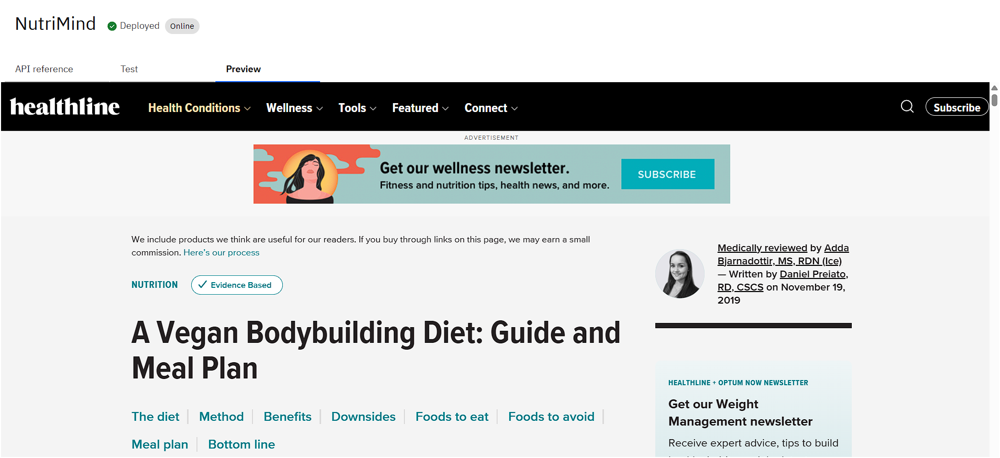 NutriMind Deployed Online
API reference Test Preview
healthline Health Conditions Wellness Tools Featured Connect Subscribe
ADVERTISEMENT
Get our wellness newsletter.
Fitness and nutrition tips, health news, and more.
SUBSCRIBE
We include products we think are useful for our readers. If you buy through links on this page, we may earn a small
commission. Here's our process
NUTRITION Evidence Based
A Vegan Bodybuilding Diet: Guide and
Meal Plan
The diet Method Benefits Downsides Foods to eat Foods to avoid
Meal plan Bottom line
Medically reviewed by Adda
Bjarnadottir, MS, RDN (Ice)
— Written by Daniel Preiato,
RD, CSCS on November 19,
2019
HEALTHLINE + OPTUM NOW NEWSLETTER
Get our Weight
Management newsletter
Receive expert advice, tips to build